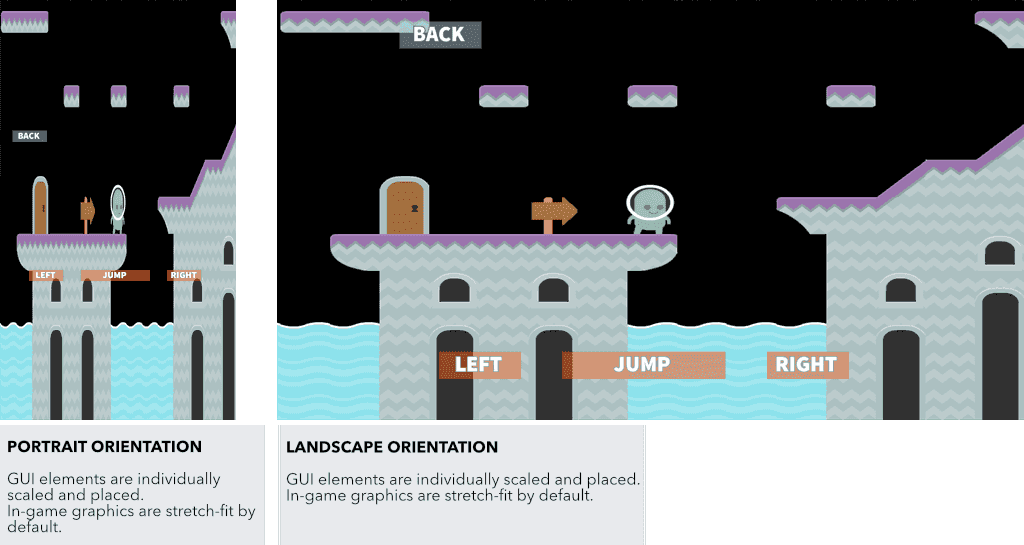 BACK
LEFT JUMP RIGHT
PORTRAIT ORIENTATION
GUI elements are individually
scaled and placed.
In-game graphics are stretch-fit by
default.
BACK
LEFT JUMP RIGHT
LANDSCAPE ORIENTATION
GUI elements are individually scaled and placed.
In-game graphics are stretch-fit by default.